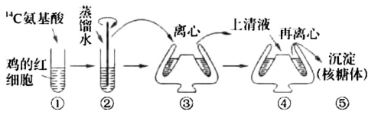 ¹⁴C氨基酸
鸡的红
细胞
蒸馏
水
离心
上清液
再离心
沉淀
(核糖体)
① ② ③ ④ ⑤